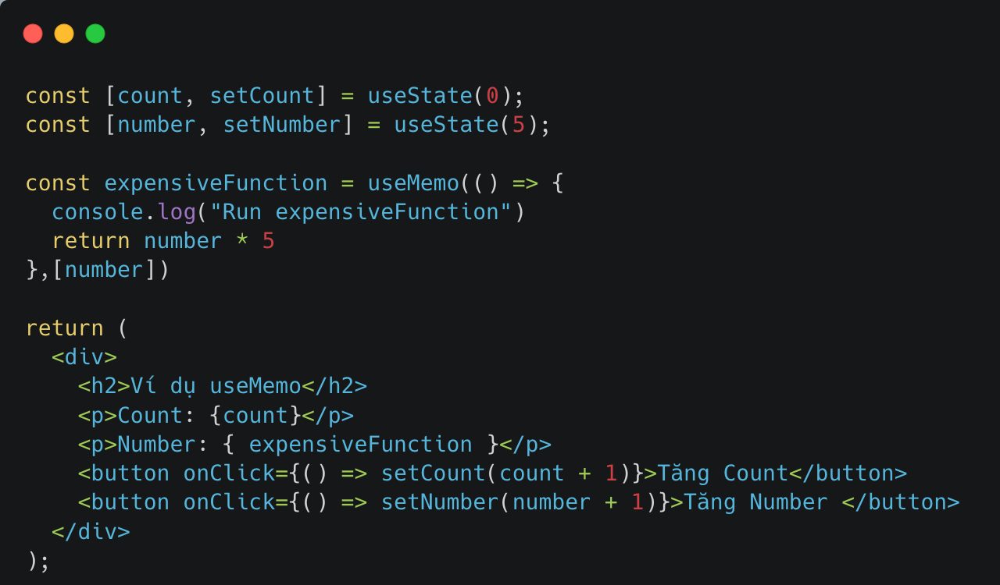 const [count, setCount] = useState(0);
const [number, setNumber] = useState(5);

const expensiveFunction = useMemo(() => {
  console.log("Run expensiveFunction")
  return number * 5
},[number])

return (
  <div>
    <h2>Ví dụ useMemo</h2>
    <p>Count: {count}</p>
    <p>Number: { expensiveFunction }</p>
    <button onClick={() => setCount(count + 1)}>Tăng Count</button>
    <button onClick={() => setNumber(number + 1)}>Tăng Number </button>
  </div>
);